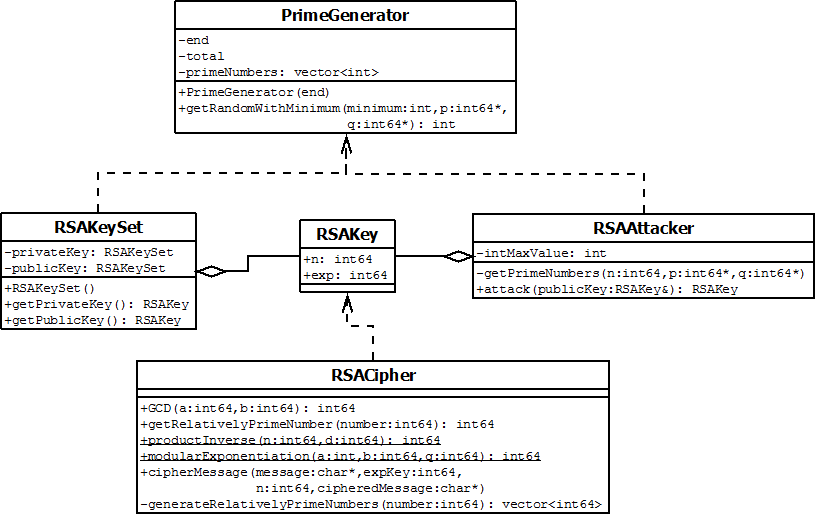 PrimeGenerator
-end
-total
-primeNumbers: vector<int>
+PrimeGenerator(end)
+getRandomWithMinimum(minimum:int,p:int64*,
q:int64*): int
RSAKeySet
-privateKey: RSAKeySet
-publicKey: RSAKeySet
+RSAKeySet()
+getPrivateKey(): RSAKey
+getPublicKey(): RSAKey
RSAKey
+n: int64
+exp: int64
RSAAttacker
-intMaxValue: int
-getPrimeNumbers(n:int64,p:int64*,q:int64*)
+attack(publicKey:RSAKey&): RSAKey
RSACipher
+GCD(a:int64,b:int64): int64
+getRelativelyPrimeNumber(number:int64): int64
+productInverse(n:int64,d:int64): int64
+modularExponentiation(a:int,b:int64,q:int64): int64
+cipherMessage(message:char*,expKey:int64,
n:int64,cipheredMessage:char*)
-generateRelativelyPrimeNumbers(number:int64): vector<int64>